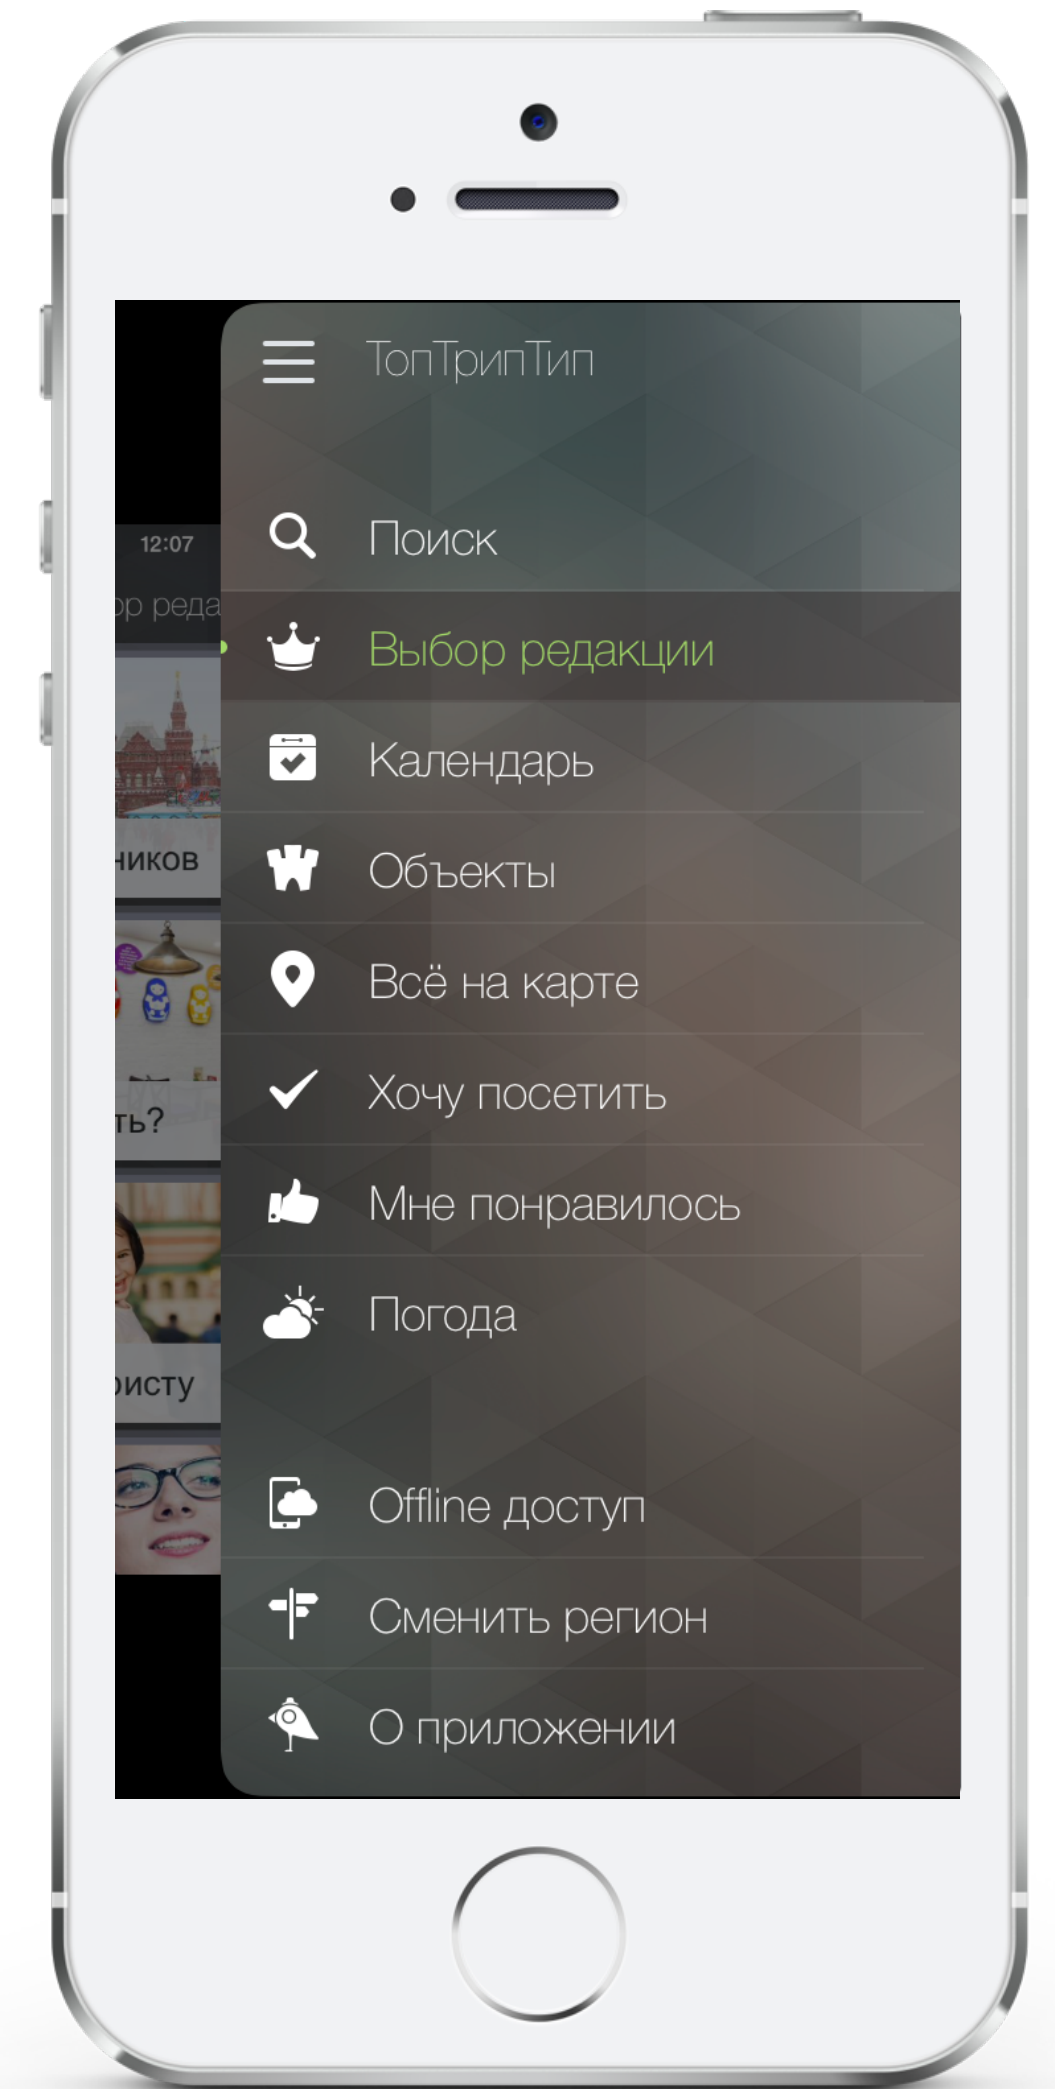 ТопТрипТип
Поиск
12:07
Выбор редакции
Календарь
Объекты
Всё на карте
Хочу посетить
ть?
Мне понравилось
Погода
Offline доступ
Сменить регион
О приложении